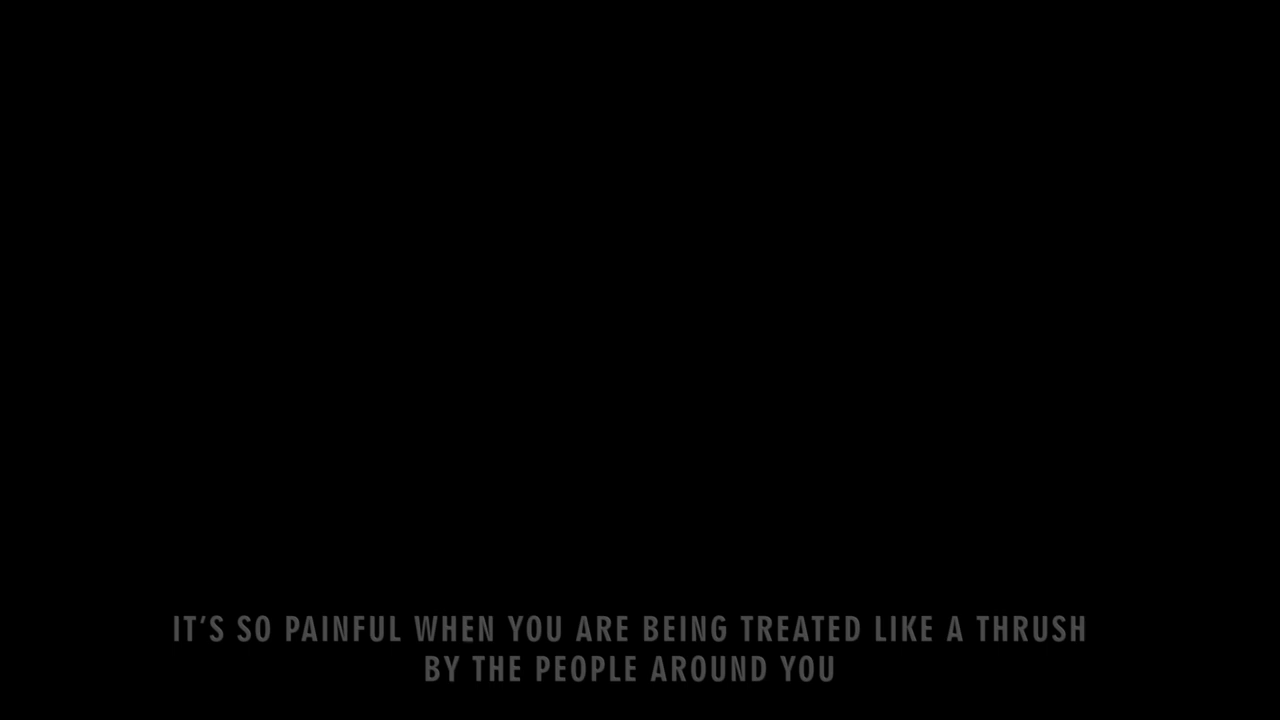 IT'S SO PAINFUL WHEN YOU ARE BEING TREATED LIKE A THRUSH
BY THE PEOPLE AROUND YOU